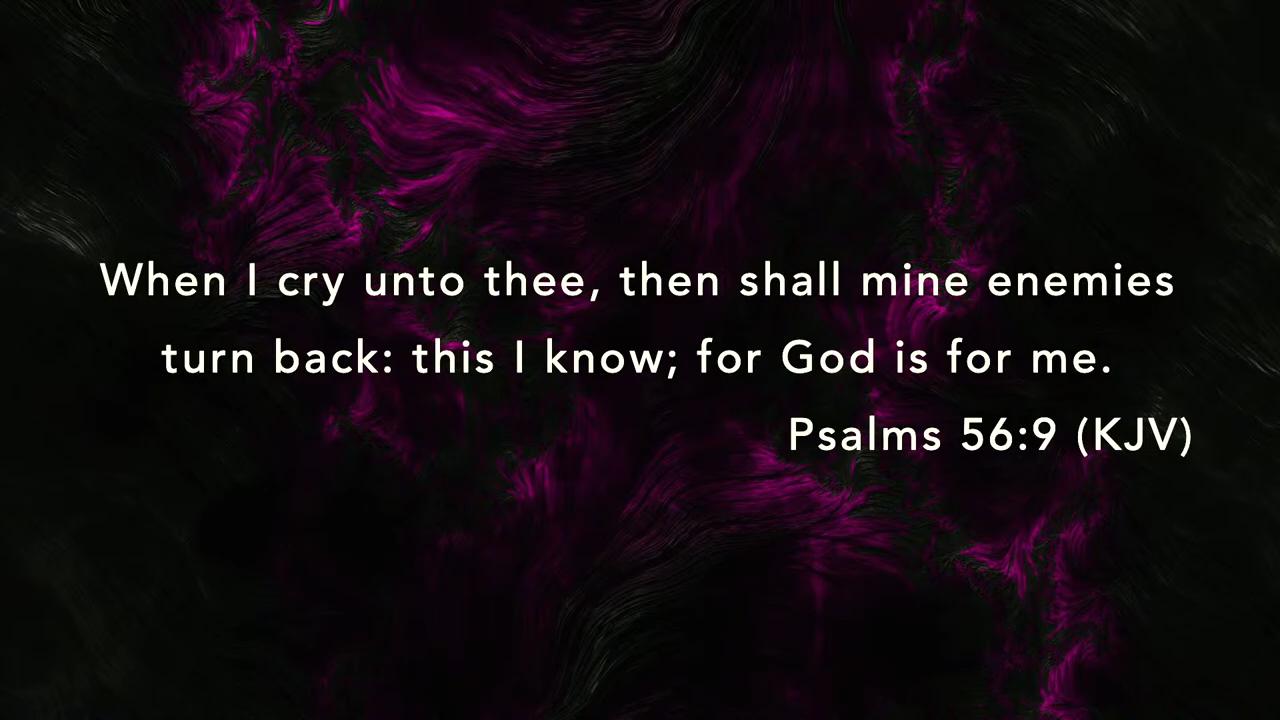 When I cry unto thee, then shall mine enemies
turn back: this I know; for God is for me.
Psalms 56:9 (KJV)